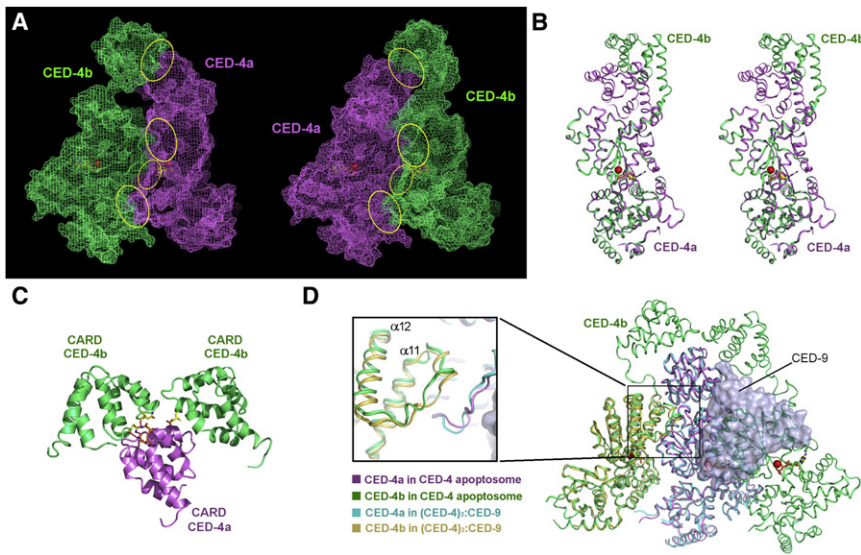 A
CED-4b
CED-4a
CED-4a
CED-4b
B
CED-4b
CED-4b
CED-4a
CED-4a
C
CARD
CED-4b
CARD
CED-4b
CARD
CED-4a
D
α12
α11
CED-4b
CED-9
CED-4a in CED-4 apoptosome
CED-4b in CED-4 apoptosome
CED-4a in (CED-4)₂:CED-9
CED-4b in (CED-4)₂:CED-9